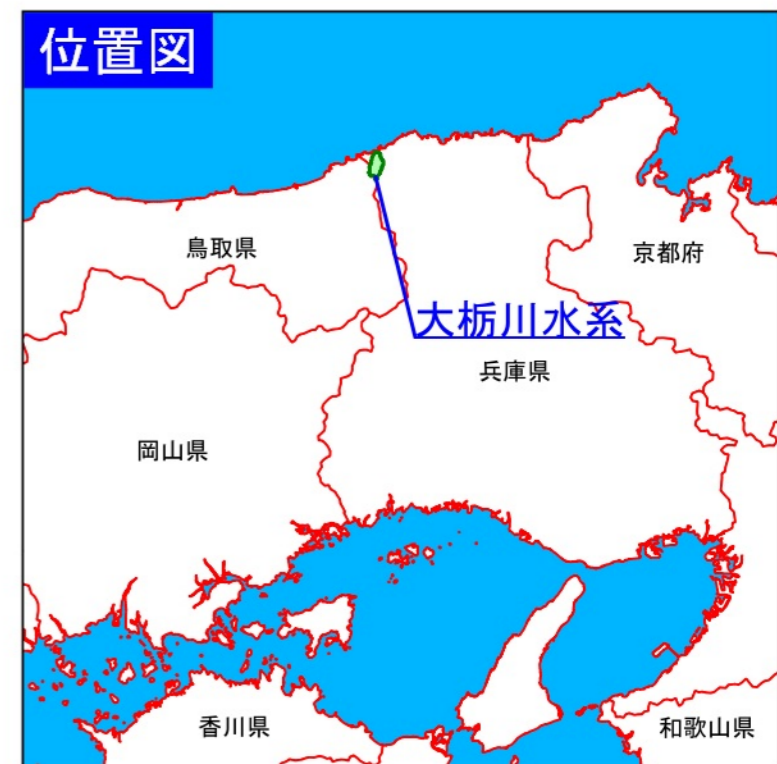 位置図
鳥取県
京都府
大栃川水系
兵庫県
岡山県
香川県
和歌山県